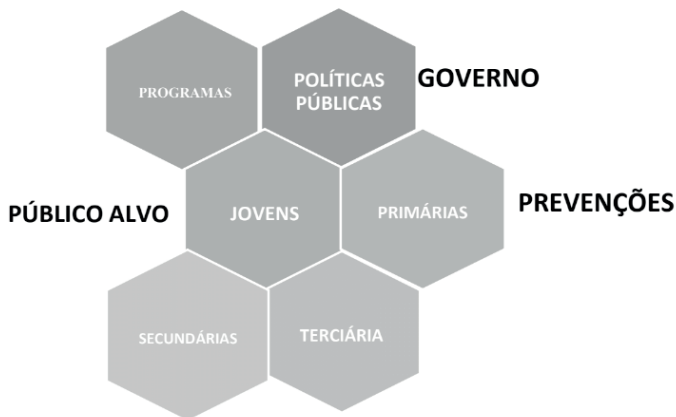 PROGRAMAS
POLÍTICAS
PÚBLICAS
GOVERNO
PÚBLICO ALVO
JOVENS
PRIMÁRIAS
PREVENÇÕES
SECUNDÁRIAS
TERCIÁRIA